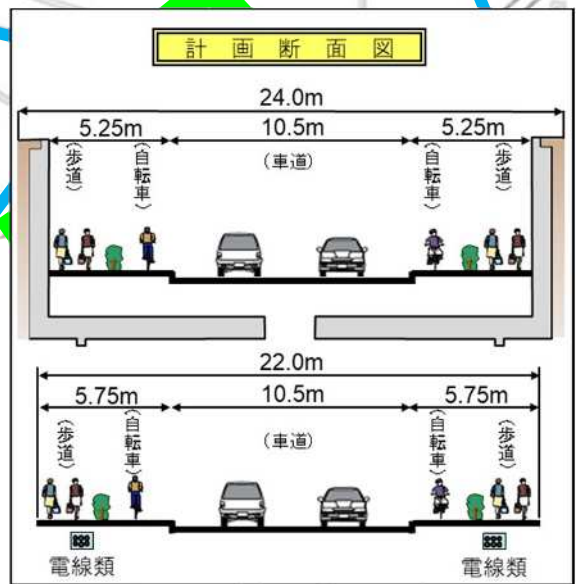 計画断面図
24.0m
5.25m 10.5m 5.25m
(歩道) (自転車) (車道) (自転車) (歩道)
22.0m
5.75m 10.5m 5.75m
(歩道) (自転車) (車道) (自転車) (歩道)
電線類 電線類